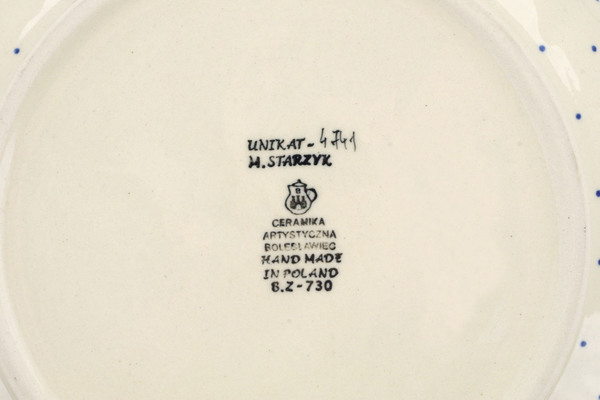 UNIKAT - 4741
M. STARZYK
CERAMIKA
ARTYSTYCZNA
BOLESŁAWIEC
HAND MADE
IN POLAND
B.Z-730